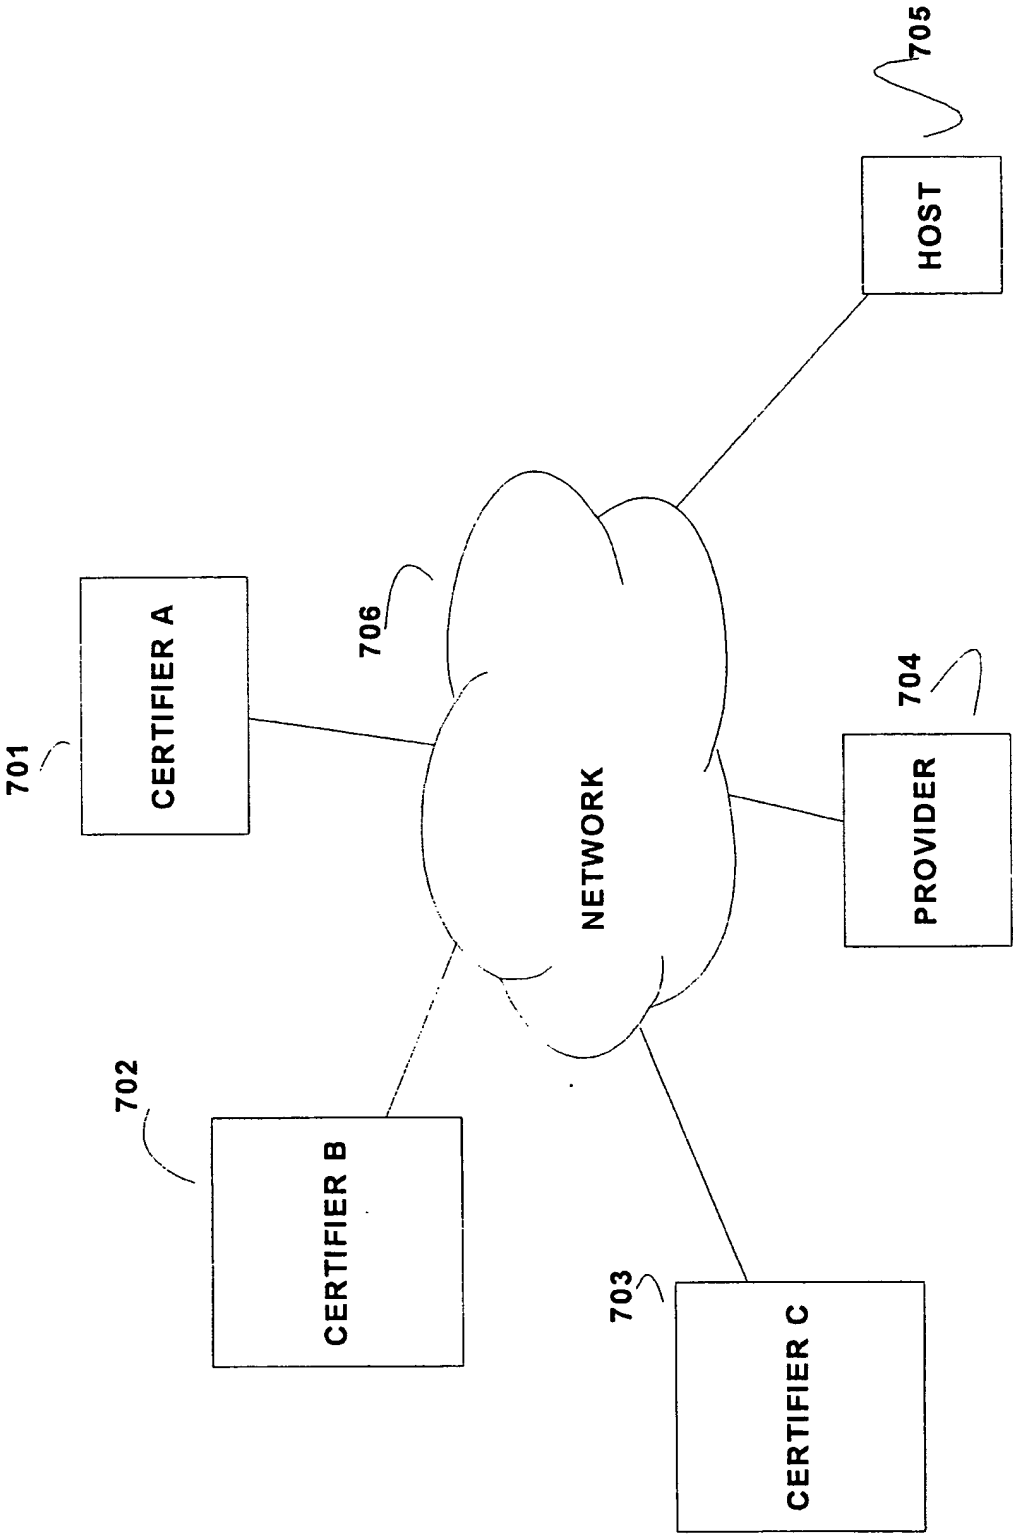 701
CERTIFIER A
702
CERTIFIER B
706
NETWORK
703
CERTIFIER C
704
PROVIDER
705
HOST